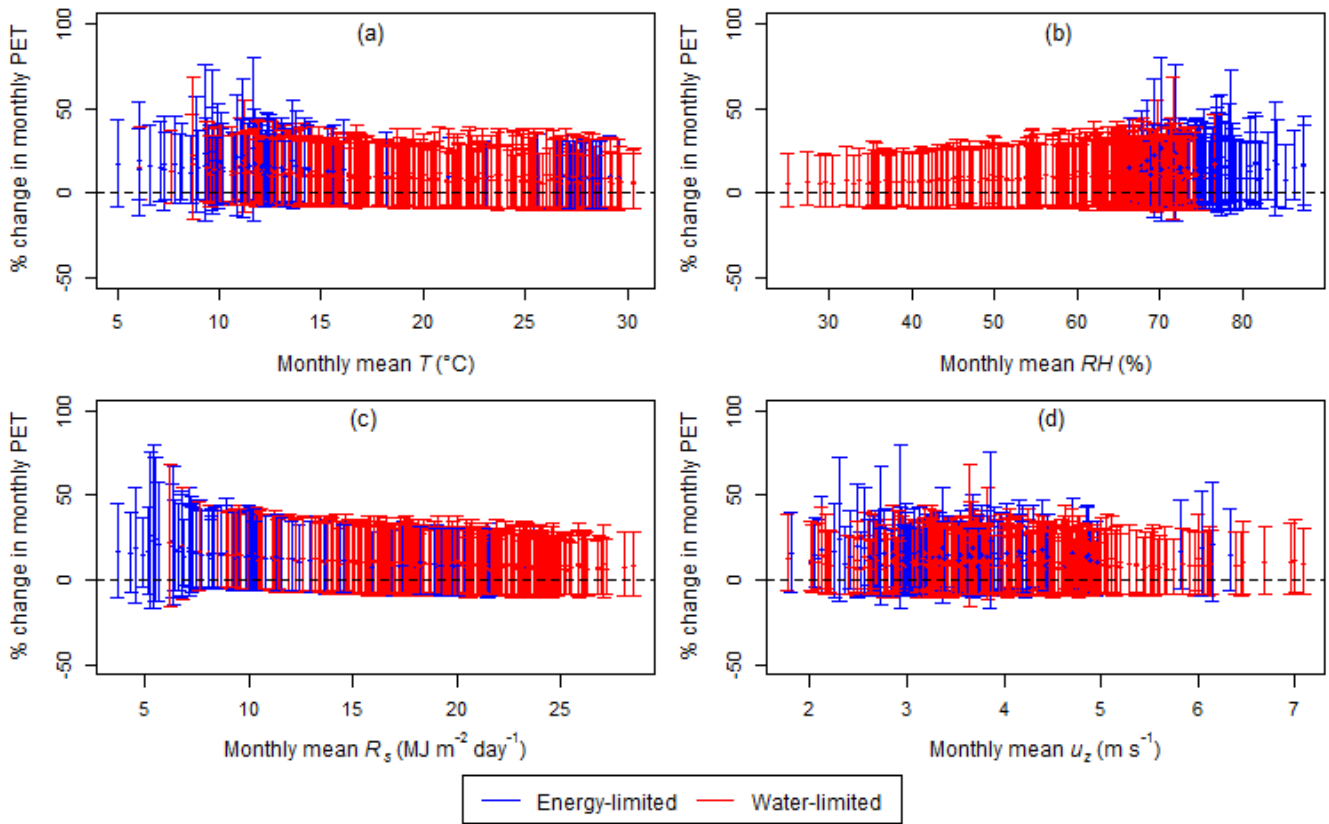 (a)
% change in monthly PET
100
50
0
-50
5 10 15 20 25 30
Monthly mean T (°C)
(b)
% change in monthly PET
100
50
0
-50
30 40 50 60 70 80
Monthly mean RH (%)
(c)
% change in monthly PET
100
50
0
-50
5 10 15 20 25
Monthly mean Rs (MJ m⁻² day⁻¹)
(d)
% change in monthly PET
100
50
0
-50
2 3 4 5 6 7
Monthly mean uz (m s⁻¹)
Energy-limited Water-limited